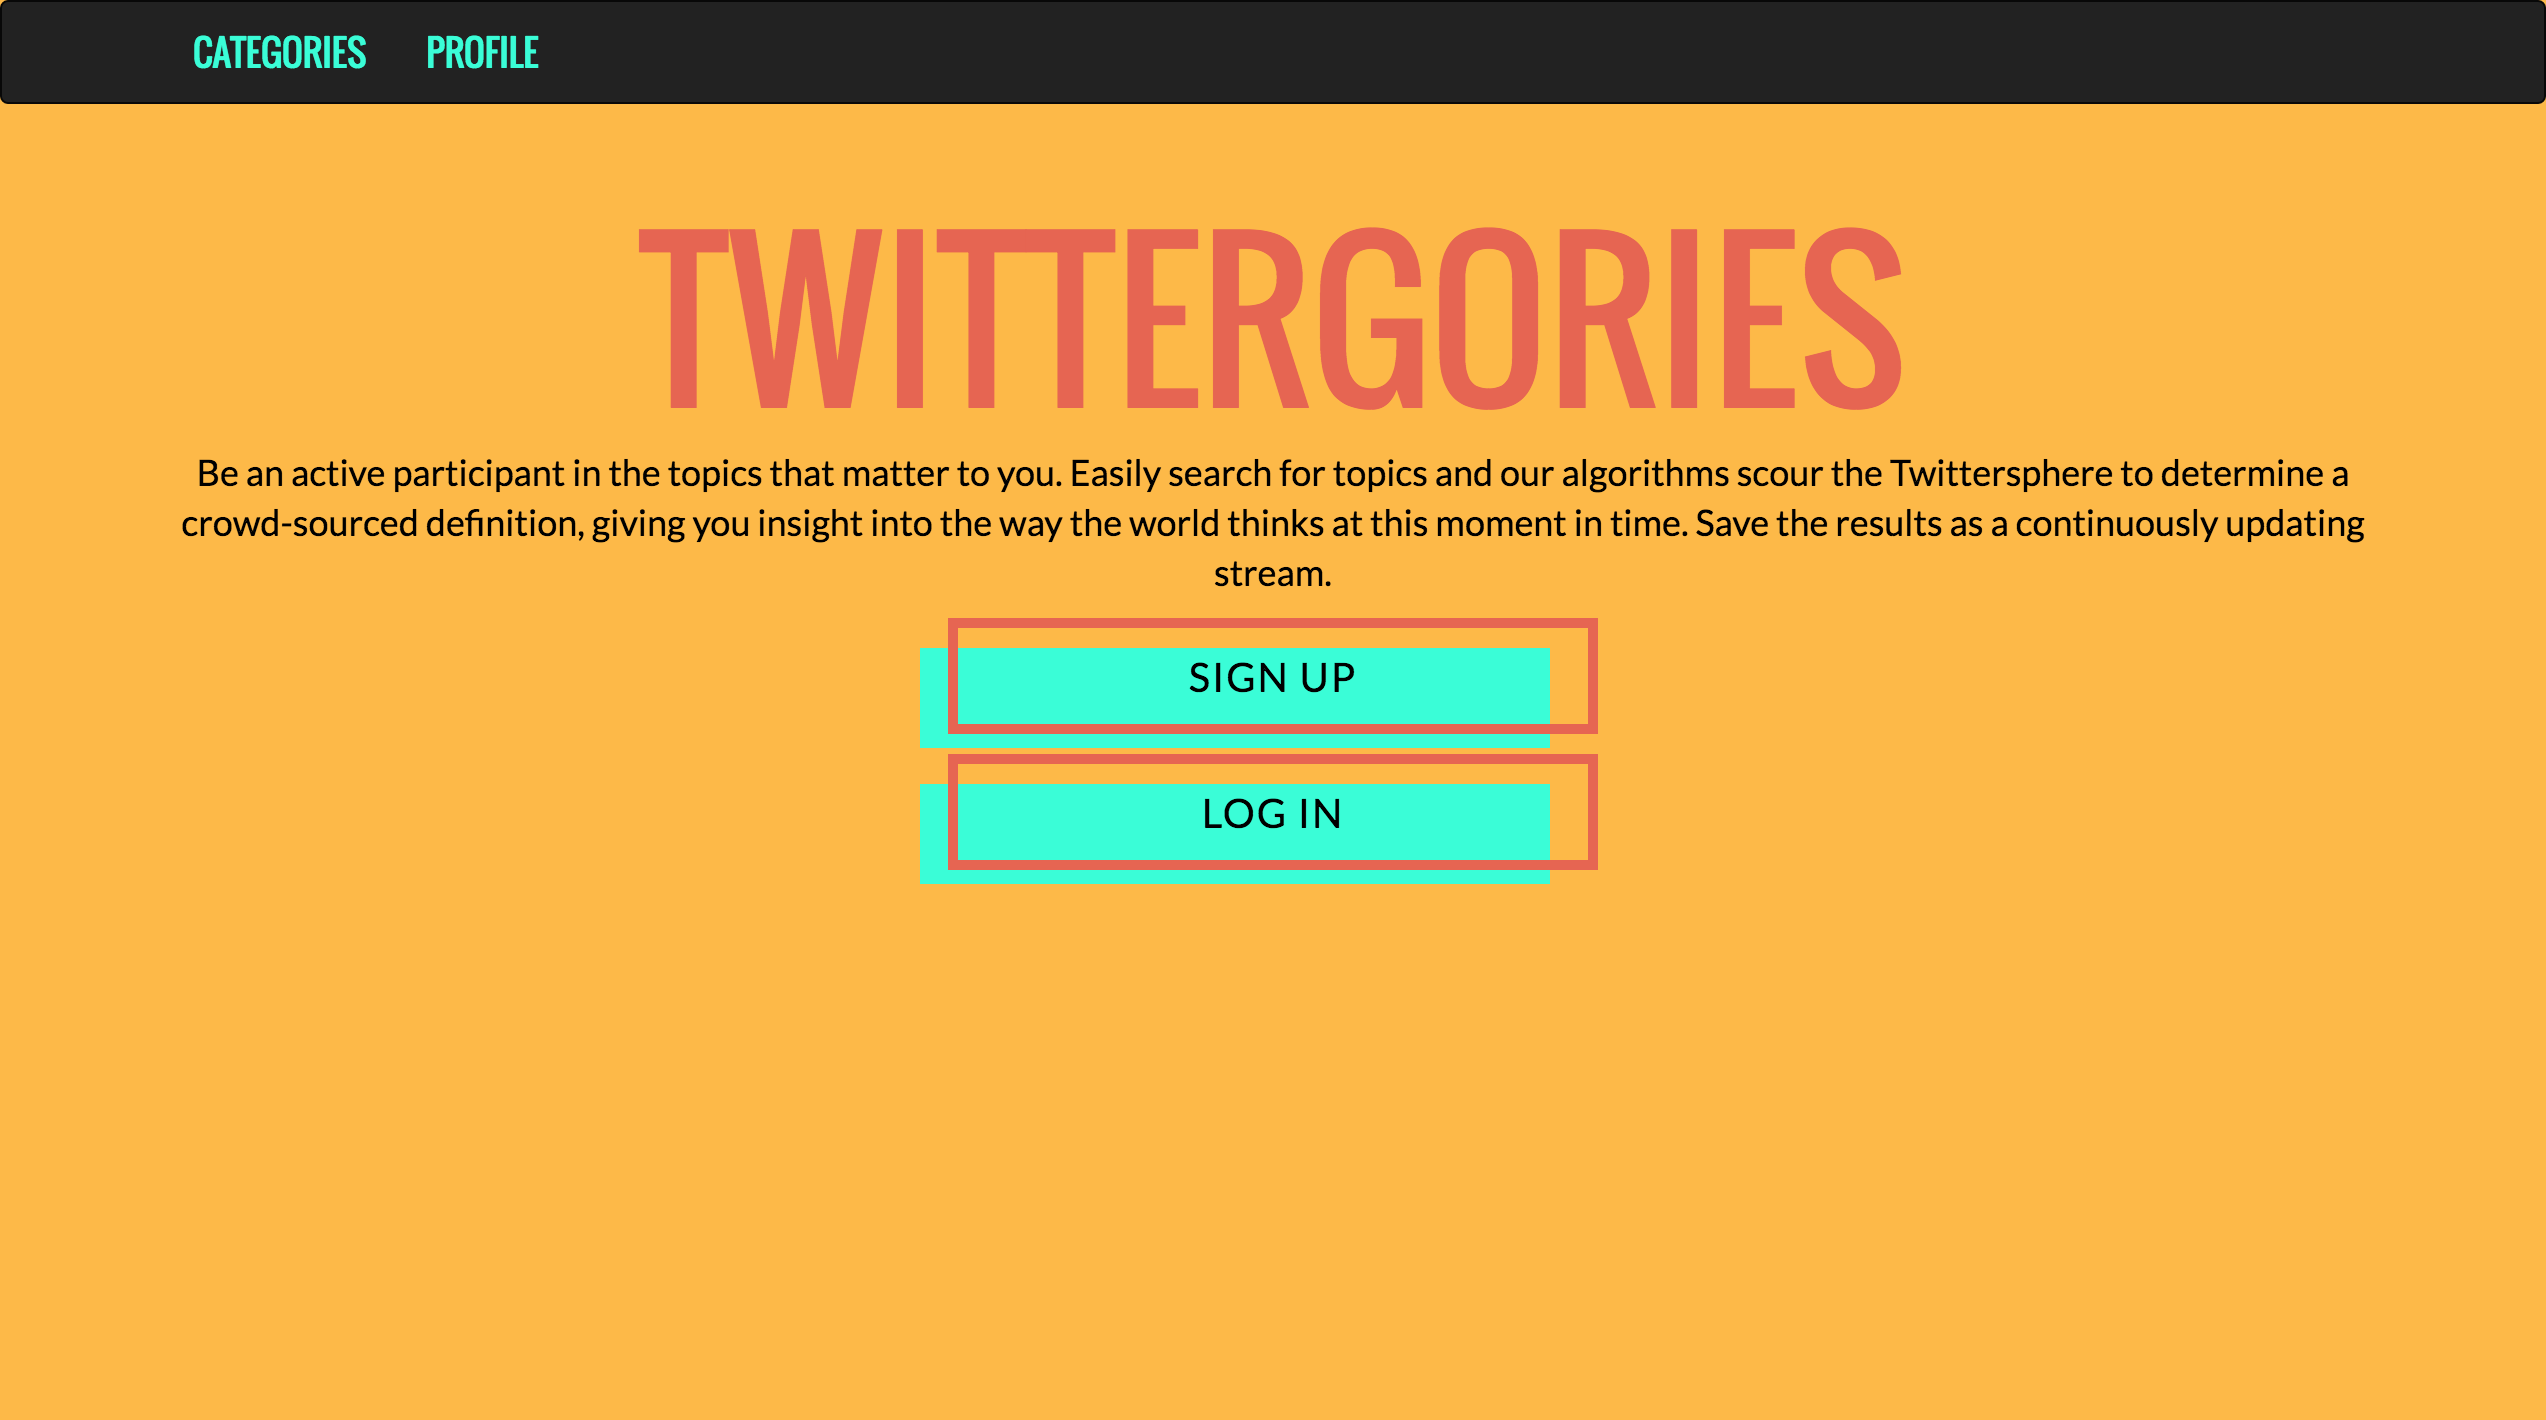 CATEGORIES PROFILE
TWITTERGORIES
Be an active participant in the topics that matter to you. Easily search for topics and our algorithms scour the Twittersphere to determine a
crowd-sourced definition, giving you insight into the way the world thinks at this moment in time. Save the results as a continuously updating
stream.
SIGN UP
LOG IN